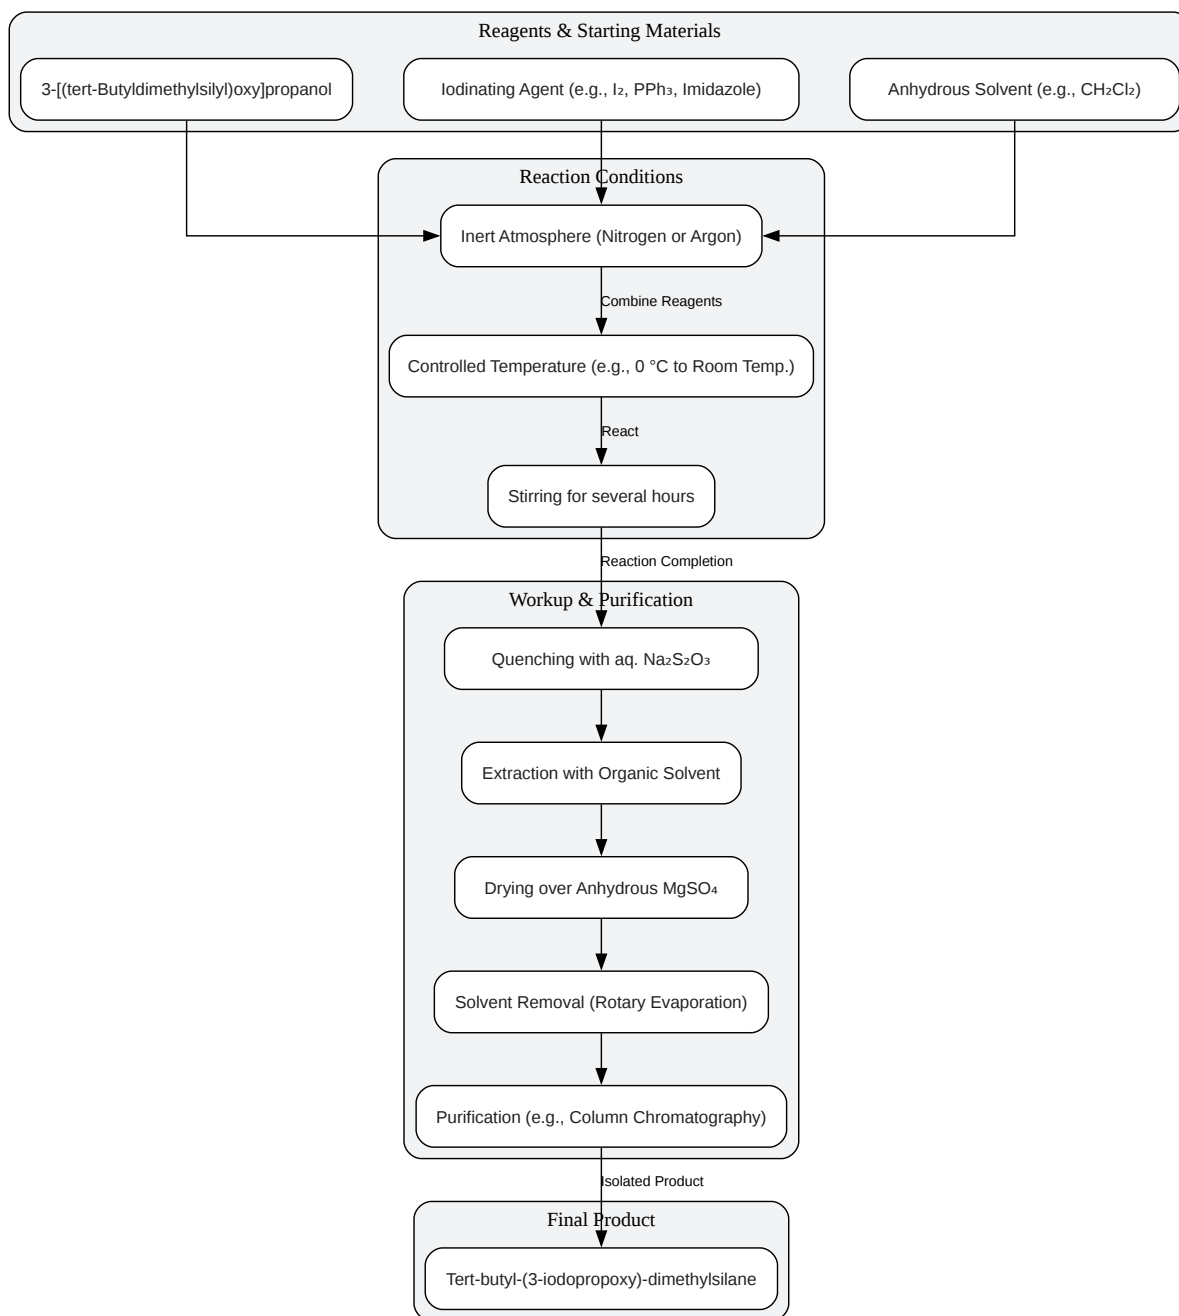 Reagents & Starting Materials
3-[(tert-Butyldimethylsilyl)oxy]propanol
Iodinating Agent (e.g., I₂, PPh₃, Imidazole)
Anhydrous Solvent (e.g., CH₂Cl₂)
Reaction Conditions
Inert Atmosphere (Nitrogen or Argon)
Combine Reagents
Controlled Temperature (e.g., 0 °C to Room Temp.)
React
Stirring for several hours
Reaction Completion
Workup & Purification
Quenching with aq. Na₂S₂O₃
Extraction with Organic Solvent
Drying over Anhydrous MgSO₄
Solvent Removal (Rotary Evaporation)
Purification (e.g., Column Chromatography)
Isolated Product
Final Product
Tert-butyl-(3-iodopropoxy)-dimethylsilane